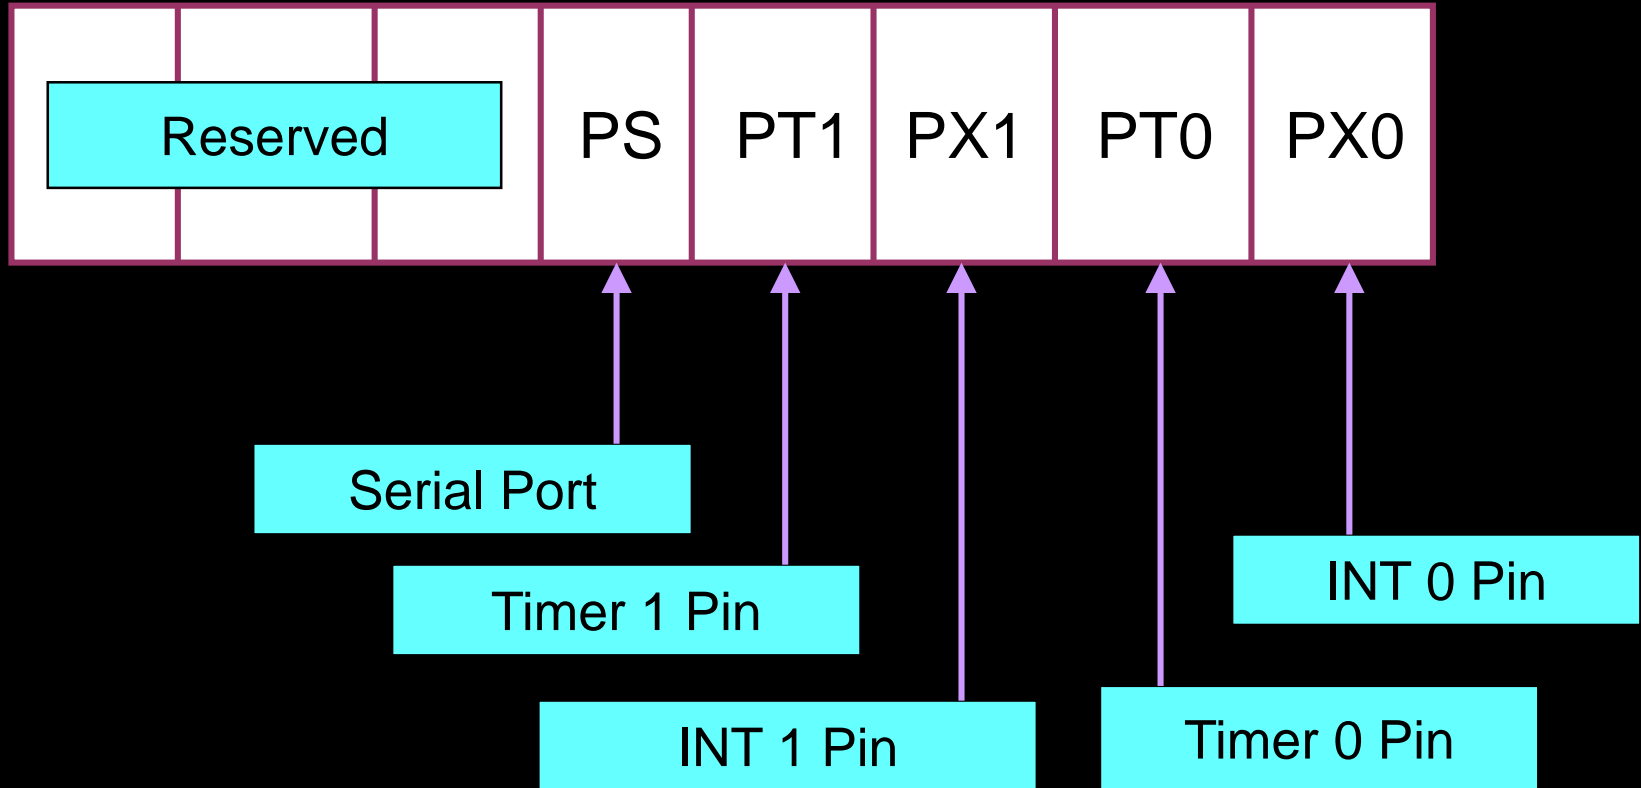 Reserved
PS
PT1
PX1
PT0
PX0
Serial Port
Timer 1 Pin
INT 1 Pin
Timer 0 Pin
INT 0 Pin